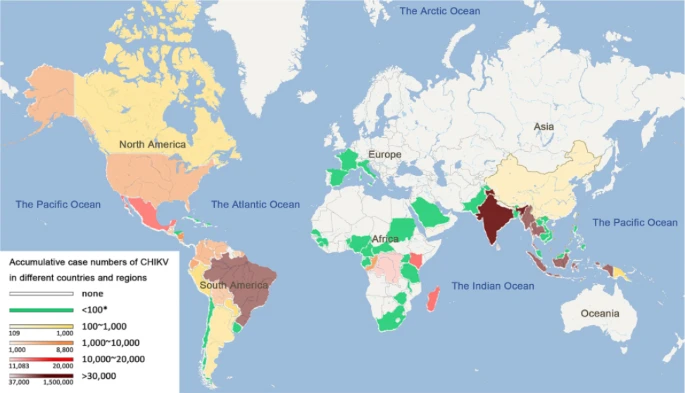 The Arctic Ocean
Asia
North America
Europe
The Pacific Ocean
The Atlantic Ocean
The Pacific Ocean
Africa
Accumulative case numbers of CHIKV
in different countries and regions
none
<100*
100~1,000
109 1,000
1,000~10,000
1,000 8,800
10,000~20,000
11,083 20,000
>30,000
37,000 1,500,000
South America
The Indian Ocean
Oceania